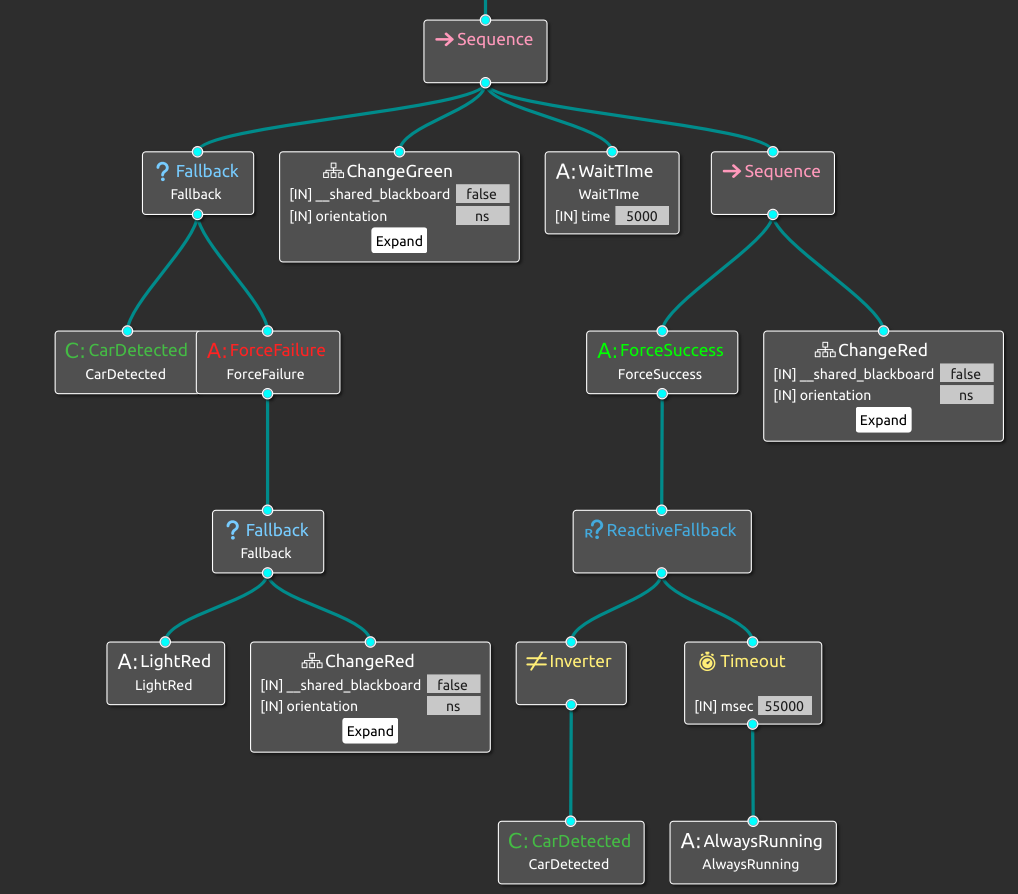 Sequence
? Fallback
Fallback
ChangeGreen
[IN] __shared_blackboard false
[IN] orientation ns
Expand
A: WaitTIme
WaitTIme
[IN] time 5000
Sequence
C: CarDetected
CarDetected
A: ForceFailure
ForceFailure
A: ForceSuccess
ForceSuccess
ChangeRed
[IN] __shared_blackboard false
[IN] orientation ns
Expand
? Fallback
Fallback
R? ReactiveFallback
A: LightRed
LightRed
ChangeRed
[IN] __shared_blackboard false
[IN] orientation ns
Expand
Inverter
Timeout
[IN] msec 55000
C: CarDetected
CarDetected
A: AlwaysRunning
AlwaysRunning